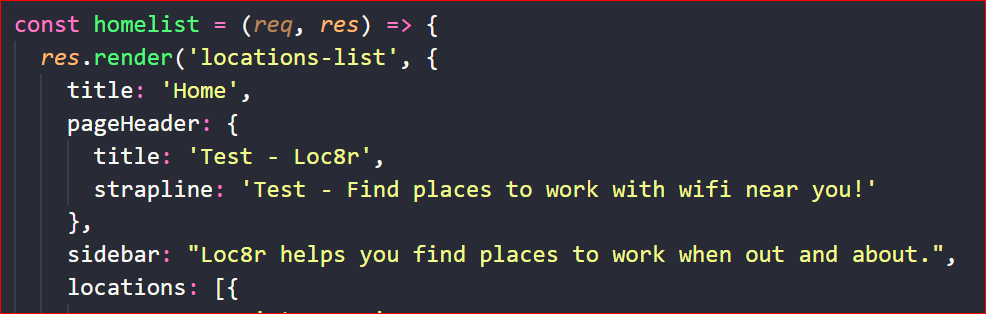 const homelist = (req, res) => {
res.render('locations-list', {
title: 'Home',
pageHeader: {
title: 'Test - Loc8r',
strapline: 'Test - Find places to work with wifi near you!'
},
sidebar: "Loc8r helps you find places to work when out and about.",
locations: [{